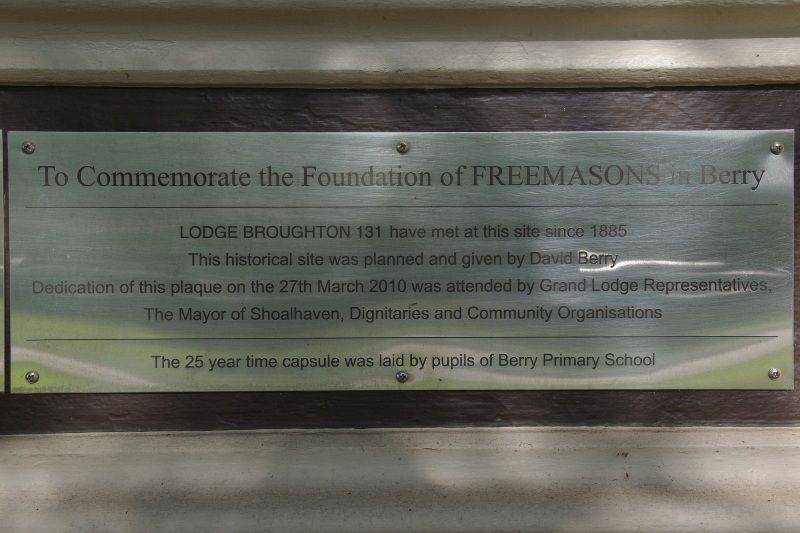 To Commemorate the Foundation of FREEMASONS in Berry
LODGE BROUGHTON 131 have met at this site since 1885
This historical site was planned and given by David Berry
Dedication of this plaque on the 27th March 2010 was attended by Grand Lodge Representatives,
The Mayor of Shoalhaven, Dignitaries and Community Organisations
The 25 year time capsule was laid by pupils of Berry Primary School